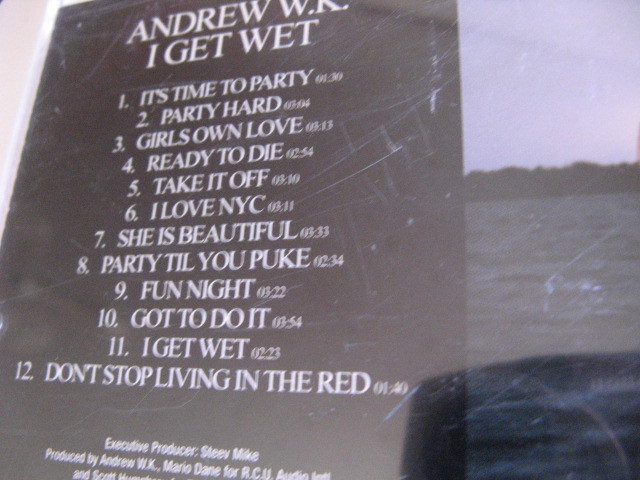 ANDREW W.K.
I GET WET
1. IT'S TIME TO PARTY 01:30
2. PARTY HARD 03:04
3. GIRLS OWN LOVE 03:13
4. READY TO DIE 02:54
5. TAKE IT OFF 03:10
6. I LOVE NYC 03:11
7. SHE IS BEAUTIFUL 03:33
8. PARTY TIL YOU PUKE 02:34
9. FUN NIGHT 03:22
10. GOT TO DO IT 03:54
11. I GET WET 02:23
12. DON'T STOP LIVING IN THE RED 01:40
Executive Producer: Steev Mike
Produced by Andrew W.K., Mario Dane for R.C.U. Audio Intl
and Scott